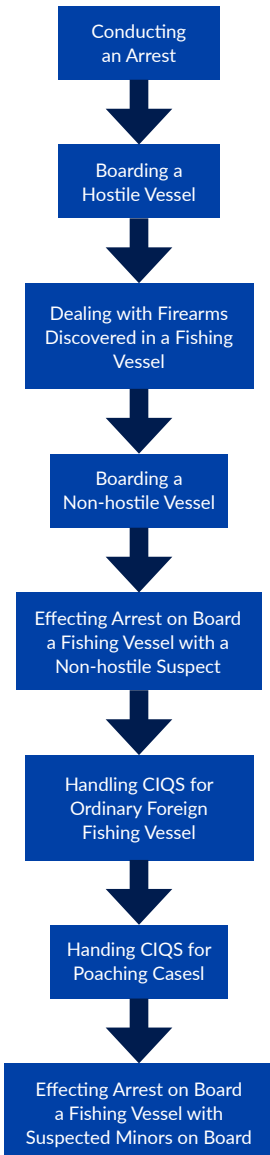 Conducting
an Arrest
Boarding a
Hostile Vessel
Dealing with Firearms
Discovered in a Fishing
Vessel
Boarding a
Non-hostile Vessel
Effecting Arrest on Board
a Fishing Vessel with a
Non-hostile Suspect
Handling CIQS for
Ordinary Foreign
Fishing Vessel
Handing CIQS for
Poaching Casesl
Effecting Arrest on Board
a Fishing Vessel with
Suspected Minors on Board